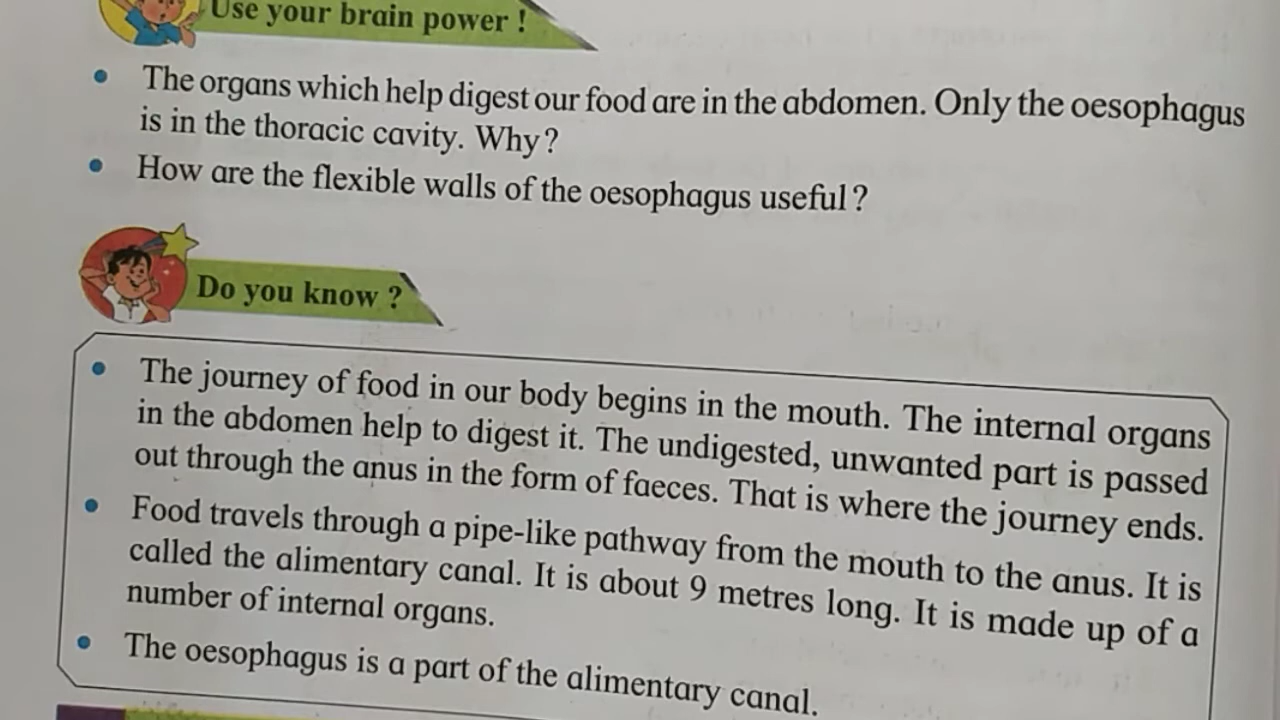 Use your brain power !
• The organs which help digest our food are in the abdomen. Only the oesophagus
is in the thoracic cavity. Why?
• How are the flexible walls of the oesophagus useful?
Do you know ?
• The journey of food in our body begins in the mouth. The internal organs
in the abdomen help to digest it. The undigested, unwanted part is passed
out through the anus in the form of faeces. That is where the journey ends.
• Food travels through a pipe-like pathway from the mouth to the anus. It is
called the alimentary canal. It is about 9 metres long. It is made up of a
number of internal organs.
• The oesophagus is a part of the alimentary canal.